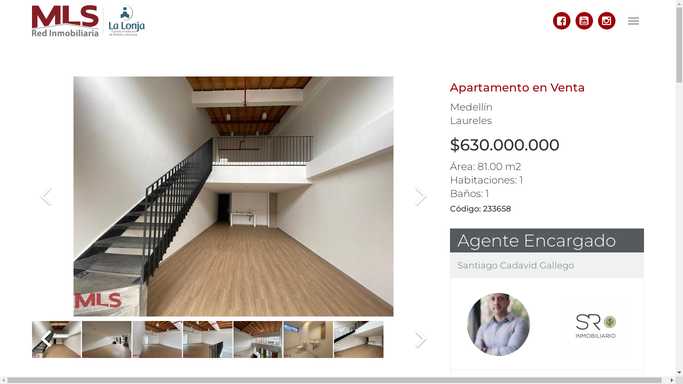 MLS
Red Inmobiliaria
La Lonja
Apartamento en Venta
Medellín
Laureles
$630.000.000
Área: 81.00 m2
Habitaciones: 1
Baños: 1
Código: 233658
Agente Encargado
Santiago Cadavid Gallego
MLS
SR
INMOBILIARIO